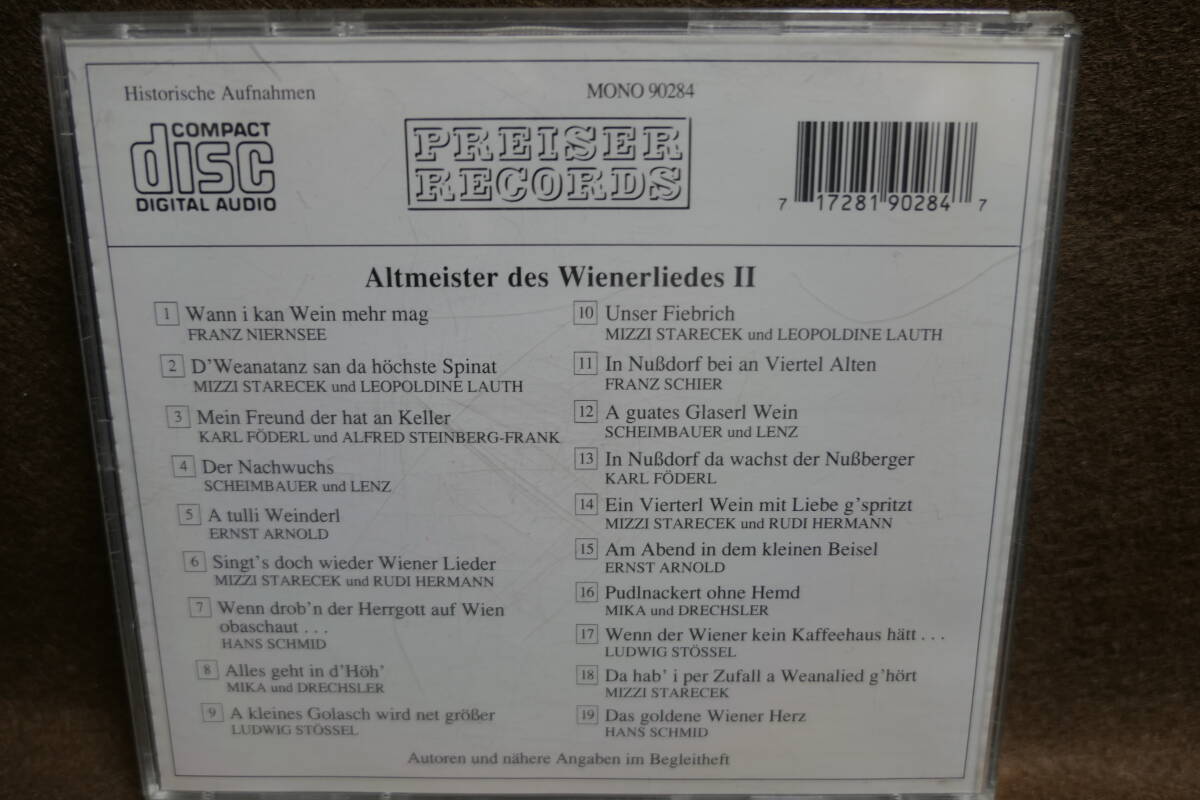 Historische Aufnahmen
MONO 90284
COMPACT
disc
DIGITAL AUDIO
PREISER
RECORDS
7 17281 90284 7
Altmeister des Wienerliedes II
1 Wann i kan Wein mehr mag
FRANZ NIERNSEE
2 D'Weanatanz san da höchste Spinat
MIZZI STARECEK und LEOPOLDINE LAUTH
3 Mein Freund der hat an Keller
KARL FÖDERL und ALFRED STEINBERG-FRANK
4 Der Nachwuchs
SCHEIMBAUER und LENZ
5 A tulli Weinderl
ERNST ARNOLD
6 Singt's doch wieder Wiener Lieder
MIZZI STARECEK und RUDI HERMANN
7 Wenn drob'n der Herrgott auf Wien
obaschaut . . .
HANS SCHMID
8 Alles geht in d'Höh'
MIKA und DRECHSLER
9 A kleines Golasch wird net größer
LUDWIG STÖSSEL
10 Unser Fiebrich
MIZZI STARECEK und LEOPOLDINE LAUTH
11 In Nußdorf bei an Viertel Alten
FRANZ SCHIER
12 A guates Glaserl Wein
SCHEIMBAUER und LENZ
13 In Nußdorf da wachst der Nußberger
KARL FÖDERL
14 Ein Vierterl Wein mit Liebe g'spritzt
MIZZI STARECEK und RUDI HERMANN
15 Am Abend in dem kleinen Beisel
ERNST ARNOLD
16 Pudlnackert ohne Hemd
MIKA und DRECHSLER
17 Wenn der Wiener kein Kaffeehaus hätt . . .
LUDWIG STÖSSEL
18 Da hab' i per Zufall a Weanalied g'hört
MIZZI STARECEK
19 Das goldene Wiener Herz
HANS SCHMID
Autoren und nähere Angaben im Begleitheft